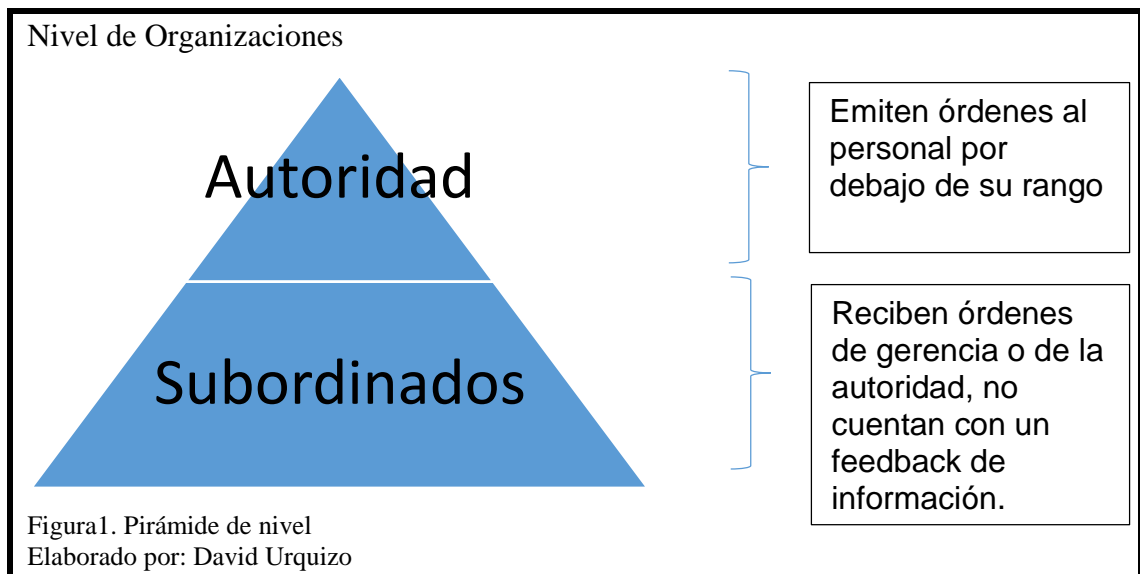 Nivel de Organizaciones
Autoridad
Emiten órdenes al
personal por
debajo de su rango
Subordinados
Reciben órdenes
de gerencia o de la
autoridad, no
cuentan con un
feedback de
información.
Figura1. Pirámide de nivel
Elaborado por: David Urquizo